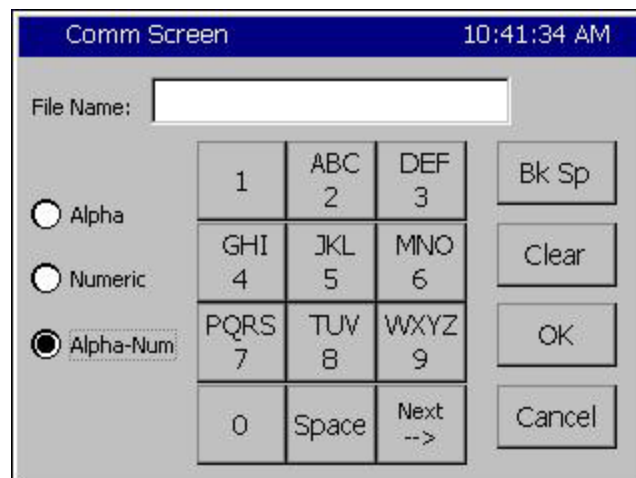 Comm Screen 10:41:34 AM
File Name:
1 ABC 2 DEF 3 Bk Sp
Alpha
GHI 4 JKL 5 MNO 6 Clear
Numeric
PQRS 7 TUV 8 WXYZ 9 OK
Alpha-Num
0 Space Next --> Cancel